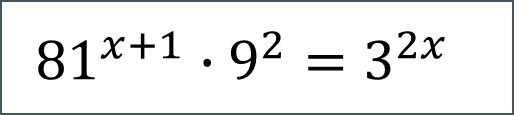 81^{x+1} · 9^2 = 3^{2x}